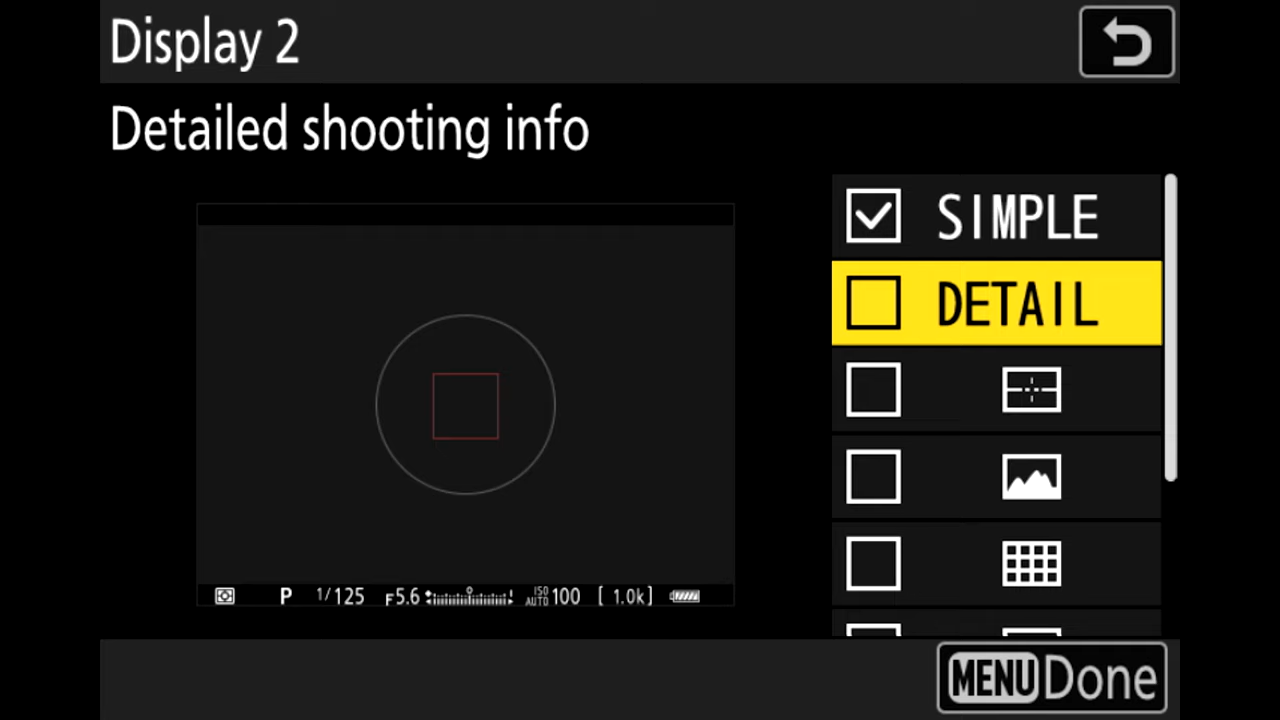 Display 2
Detailed shooting info
SIMPLE
DETAIL
P 1/125 F5.6 ISO AUTO 100 [ 1.0k]
MENU Done